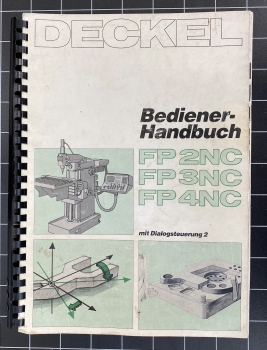 DECKEL
Bediener-
Handbuch
FP 2NC
FP 3NC
FP 4NC
mit Dialogsteuerung 2